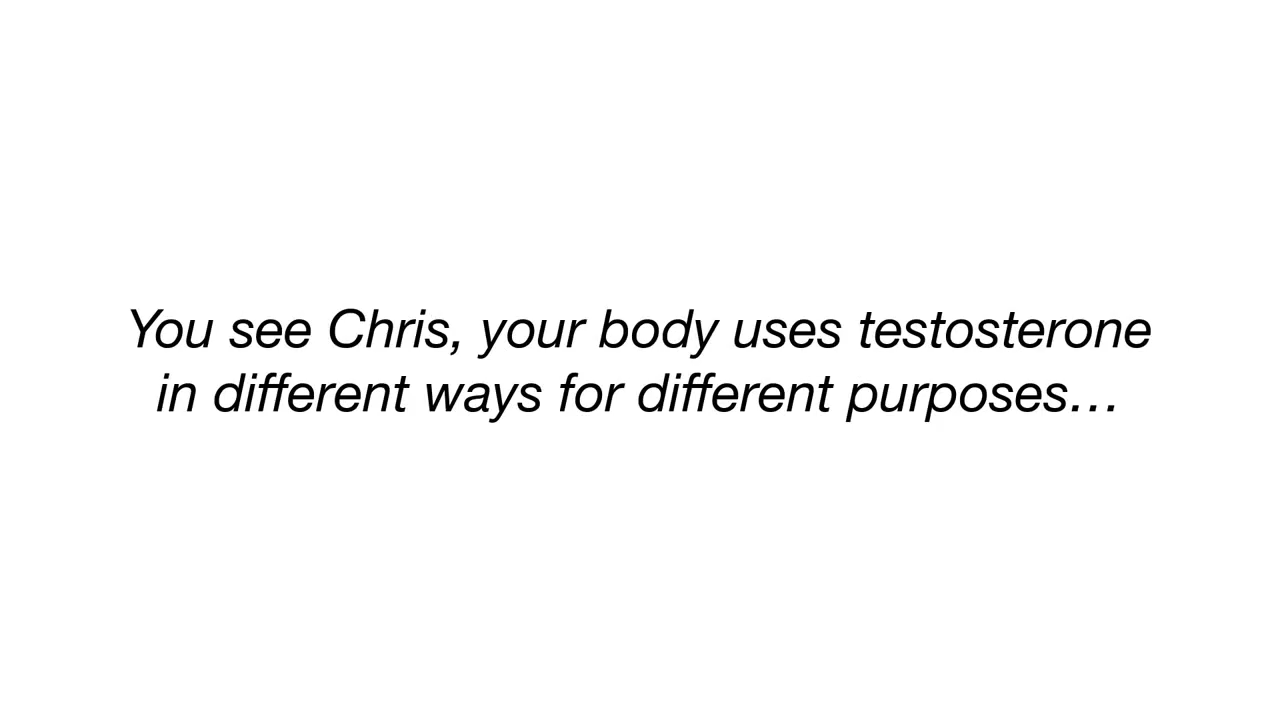 You see Chris, your body uses testosterone
in different ways for different purposes…